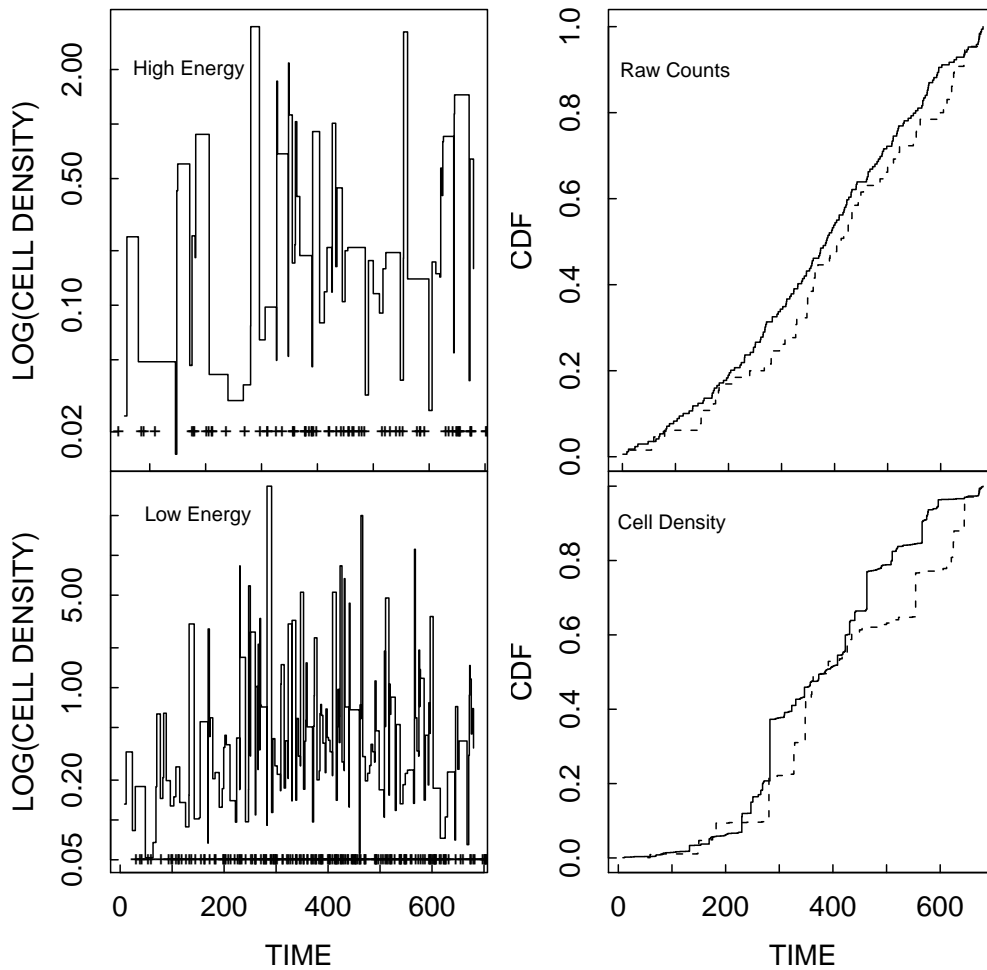 LOG(CELL DENSITY)
2.00
0.50
0.10
0.02
High Energy
CDF
1.0
0.8
0.6
0.4
0.2
0.0
Raw Counts
LOG(CELL DENSITY)
5.00
1.00
0.20
0.05
Low Energy
0 200 400 600
TIME
CDF
0.8
0.6
0.4
0.2
0.0
Cell Density
0 200 400 600
TIME